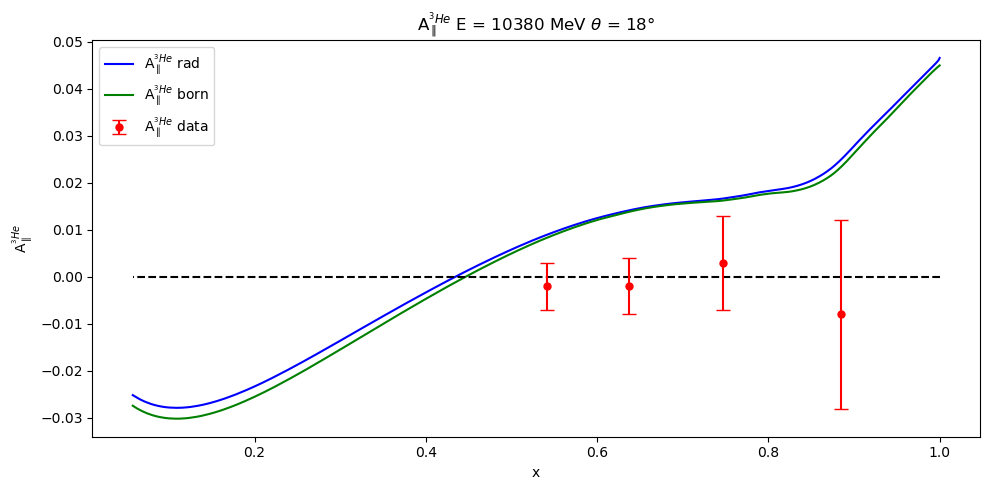 A∥³ᴴᵉ E = 10380 MeV θ = 18°
A∥³ᴴᵉ rad
A∥³ᴴᵉ born
A∥³ᴴᵉ data
A∥³ᴴᵉ
0.05
0.04
0.03
0.02
0.01
0.00
−0.01
−0.02
−0.03
0.2 0.4 0.6 0.8 1.0
x